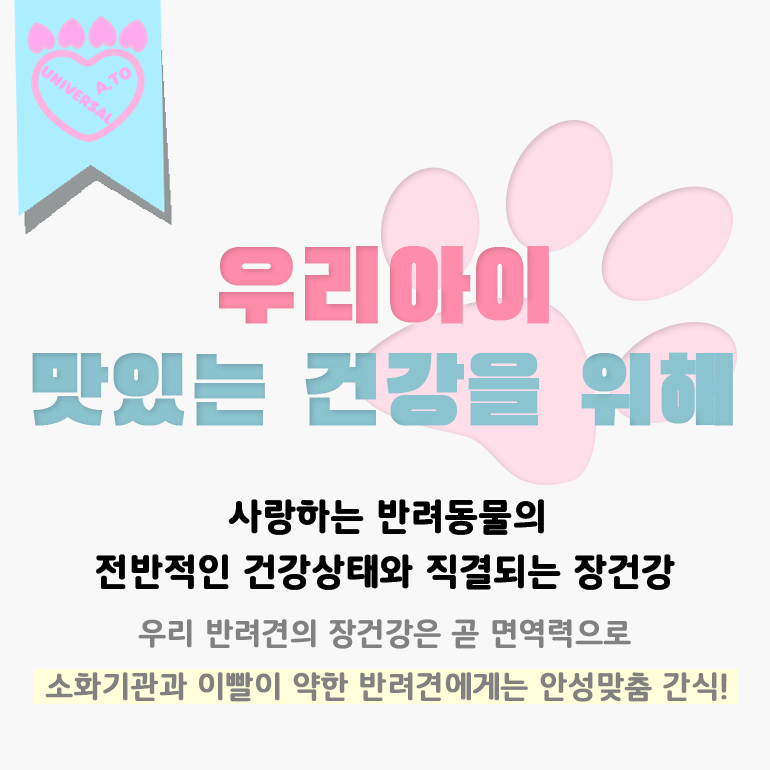 UNIVERSAL A.TO
우리아이
맛있는 건강을 위해
사랑하는 반려동물의
전반적인 건강상태와 직결되는 장건강
우리 반려견의 장건강은 곧 면역력으로
소화기관과 이빨이 약한 반려견에게는 안성맞춤 간식!